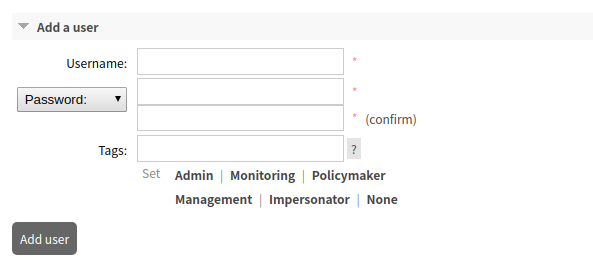 Add a user
Username: *
Password: *
* (confirm)
Tags: ?
Set Admin | Monitoring | Policymaker
Management | Impersonator | None
Add user